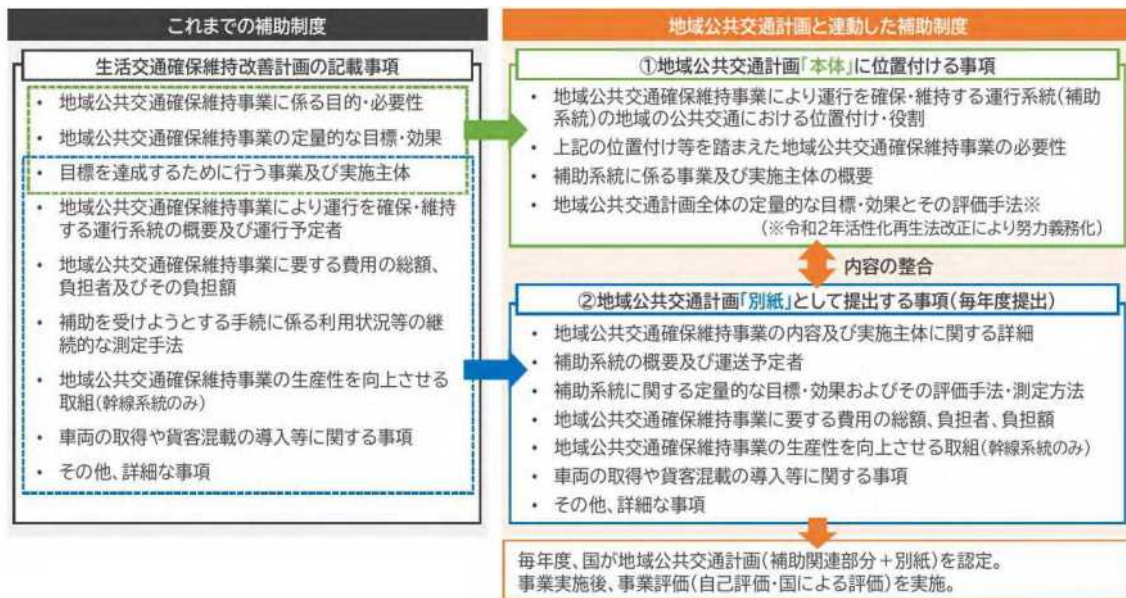 これまでの補助制度
生活交通確保維持改善計画の記載事項
• 地域公共交通確保維持事業に係る目的・必要性
• 地域公共交通確保維持事業の定量的な目標・効果
• 目標を達成するために行う事業及び実施主体
• 地域公共交通確保維持事業により運行を確保・維持
する運行系統の概要及び運行予定者
• 地域公共交通確保維持事業に要する費用の総額、
負担者及びその負担額
• 補助を受けようとする手続に係る利用状況等の継
続的な測定手法
• 地域公共交通確保維持事業の生産性を向上させる
取組(幹線系統のみ)
• 車両の取得や貨客混載の導入等に関する事項
• その他、詳細な事項
地域公共交通計画と連動した補助制度
①地域公共交通計画「本体」に位置付ける事項
• 地域公共交通確保維持事業により運行を確保・維持する運行系統(補助
系統)の地域の公共交通における位置付け・役割
• 上記の位置付け等を踏まえた地域公共交通確保維持事業の必要性
• 補助系統に係る事業及び実施主体の概要
• 地域公共交通計画全体の定量的な目標・効果とその評価手法※
(※令和2年活性化再生法改正により努力義務化)
内容の整合
②地域公共交通計画「別紙」として提出する事項(毎年度提出)
• 地域公共交通確保維持事業の内容及び実施主体に関する詳細
• 補助系統の概要及び運送予定者
• 補助系統に関する定量的な目標・効果およびその評価手法・測定方法
• 地域公共交通確保維持事業に要する費用の総額、負担者、負担額
• 地域公共交通確保維持事業の生産性を向上させる取組(幹線系統のみ)
• 車両の取得や貨客混載の導入等に関する事項
• その他、詳細な事項
毎年度、国が地域公共交通計画(補助関連部分+別紙)を認定。
事業実施後、事業評価(自己評価・国による評価)を実施。